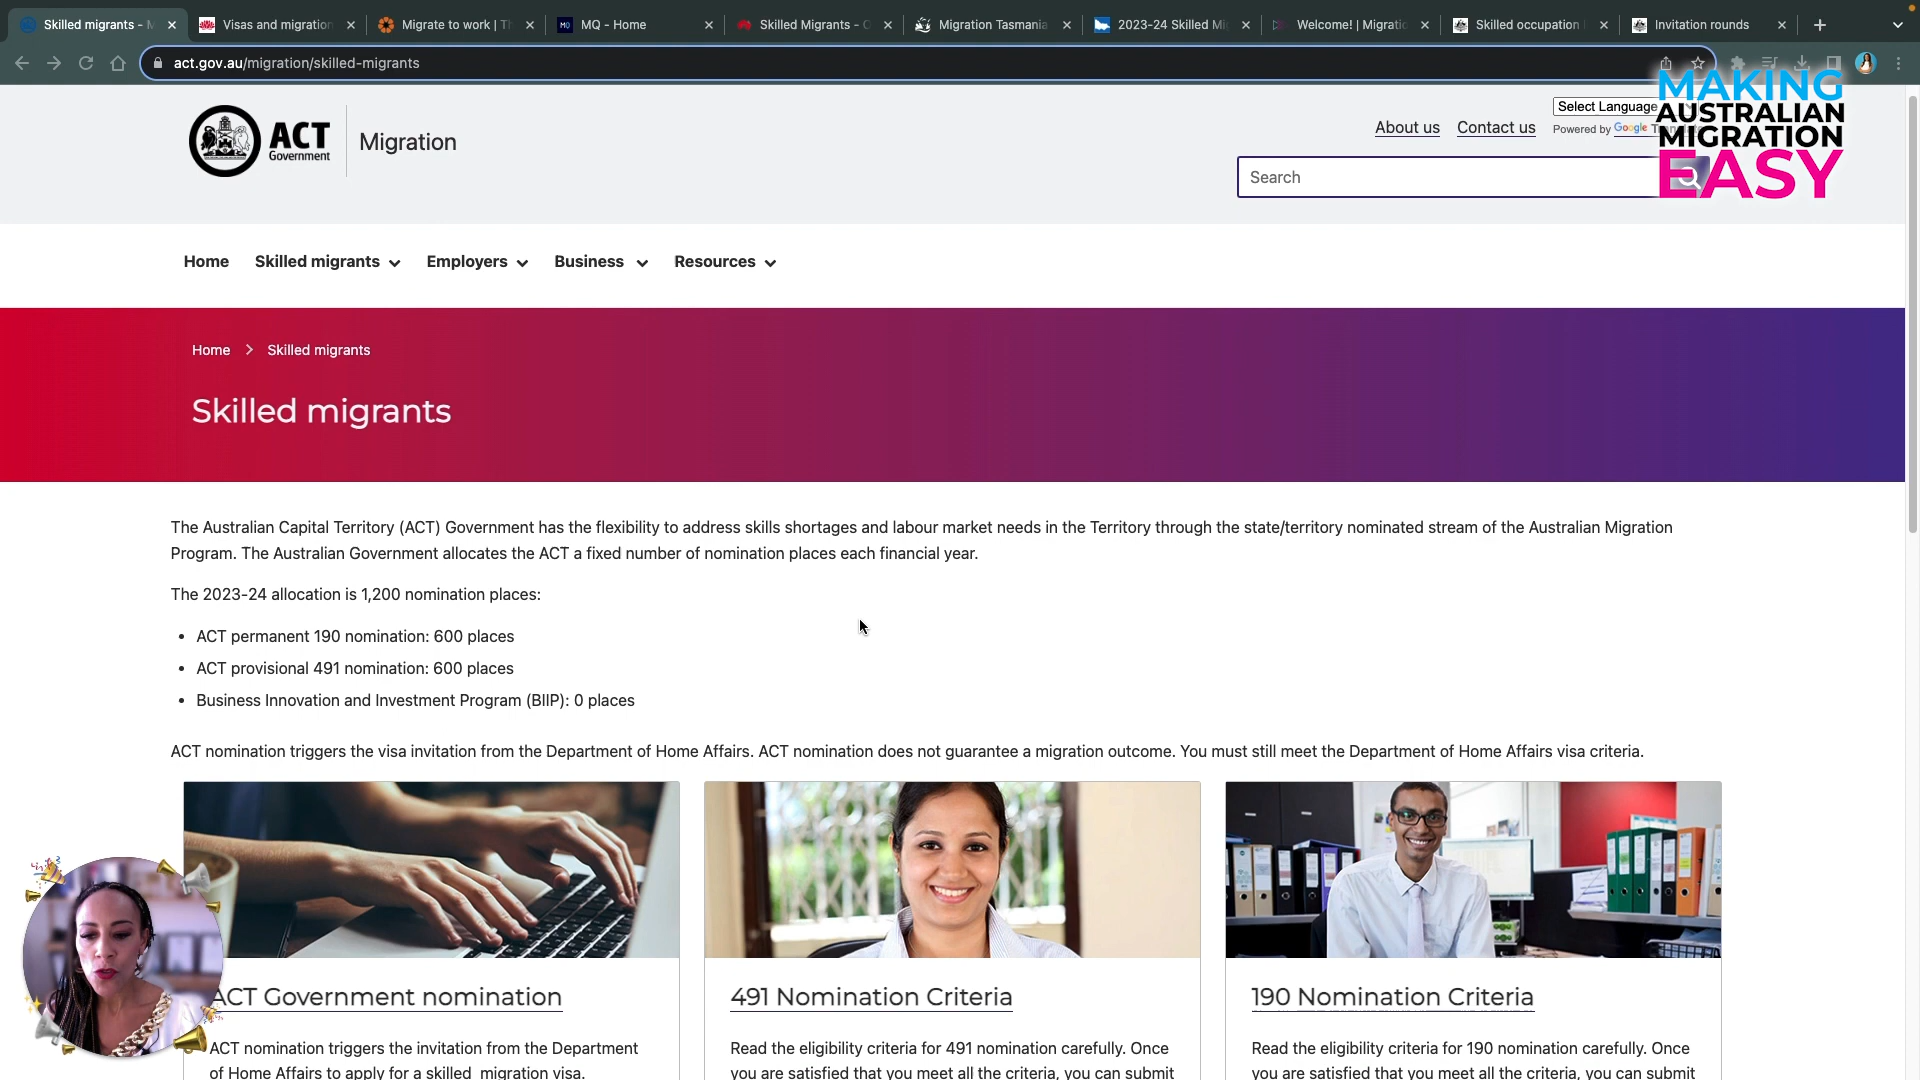 Skilled migrants - M
Visas and migration
Migrate to work | Th
MQ - Home
Skilled Migrants - C
Migration Tasmania
2023-24 Skilled Mi
Welcome! | Migratio
Skilled occupation
Invitation rounds
act.gov.au/migration/skilled-migrants
ACT
Government
Migration
About us
Contact us
Select Language
Powered by Google
Search
MAKING
AUSTRALIAN
MIGRATION
EASY
Home
Skilled migrants
Employers
Business
Resources
Home > Skilled migrants
Skilled migrants
The Australian Capital Territory (ACT) Government has the flexibility to address skills shortages and labour market needs in the Territory through the state/territory nominated stream of the Australian Migration
Program. The Australian Government allocates the ACT a fixed number of nomination places each financial year.
The 2023-24 allocation is 1,200 nomination places:
• ACT permanent 190 nomination: 600 places
• ACT provisional 491 nomination: 600 places
• Business Innovation and Investment Program (BIIP): 0 places
ACT nomination triggers the visa invitation from the Department of Home Affairs. ACT nomination does not guarantee a migration outcome. You must still meet the Department of Home Affairs visa criteria.
ACT Government nomination
ACT nomination triggers the invitation from the Department
of Home Affairs to apply for a skilled migration visa.
491 Nomination Criteria
Read the eligibility criteria for 491 nomination carefully. Once
you are satisfied that you meet all the criteria, you can submit
190 Nomination Criteria
Read the eligibility criteria for 190 nomination carefully. Once
you are satisfied that you meet all the criteria, you can submit